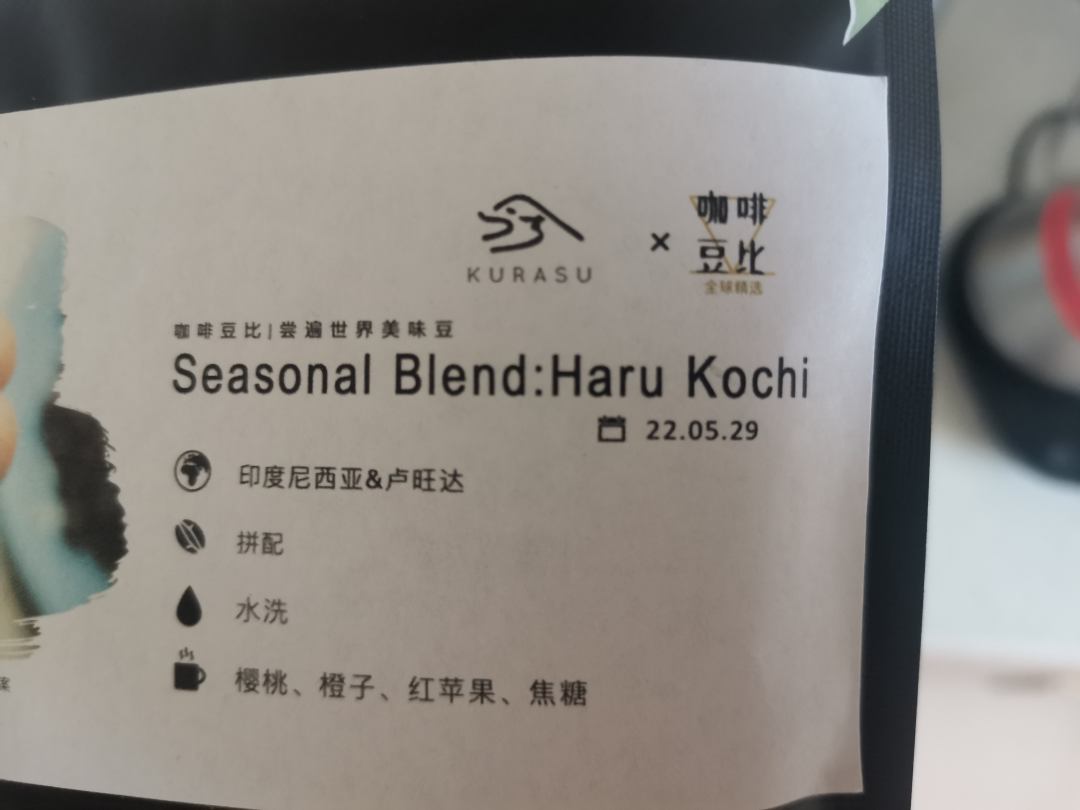 KURASU
×
咖啡
豆比
全球精选
咖啡豆比|尝遍世界美味豆
Seasonal Blend:Haru Kochi
22.05.29
印度尼西亚&卢旺达
拼配
水洗
樱桃、橙子、红苹果、焦糖